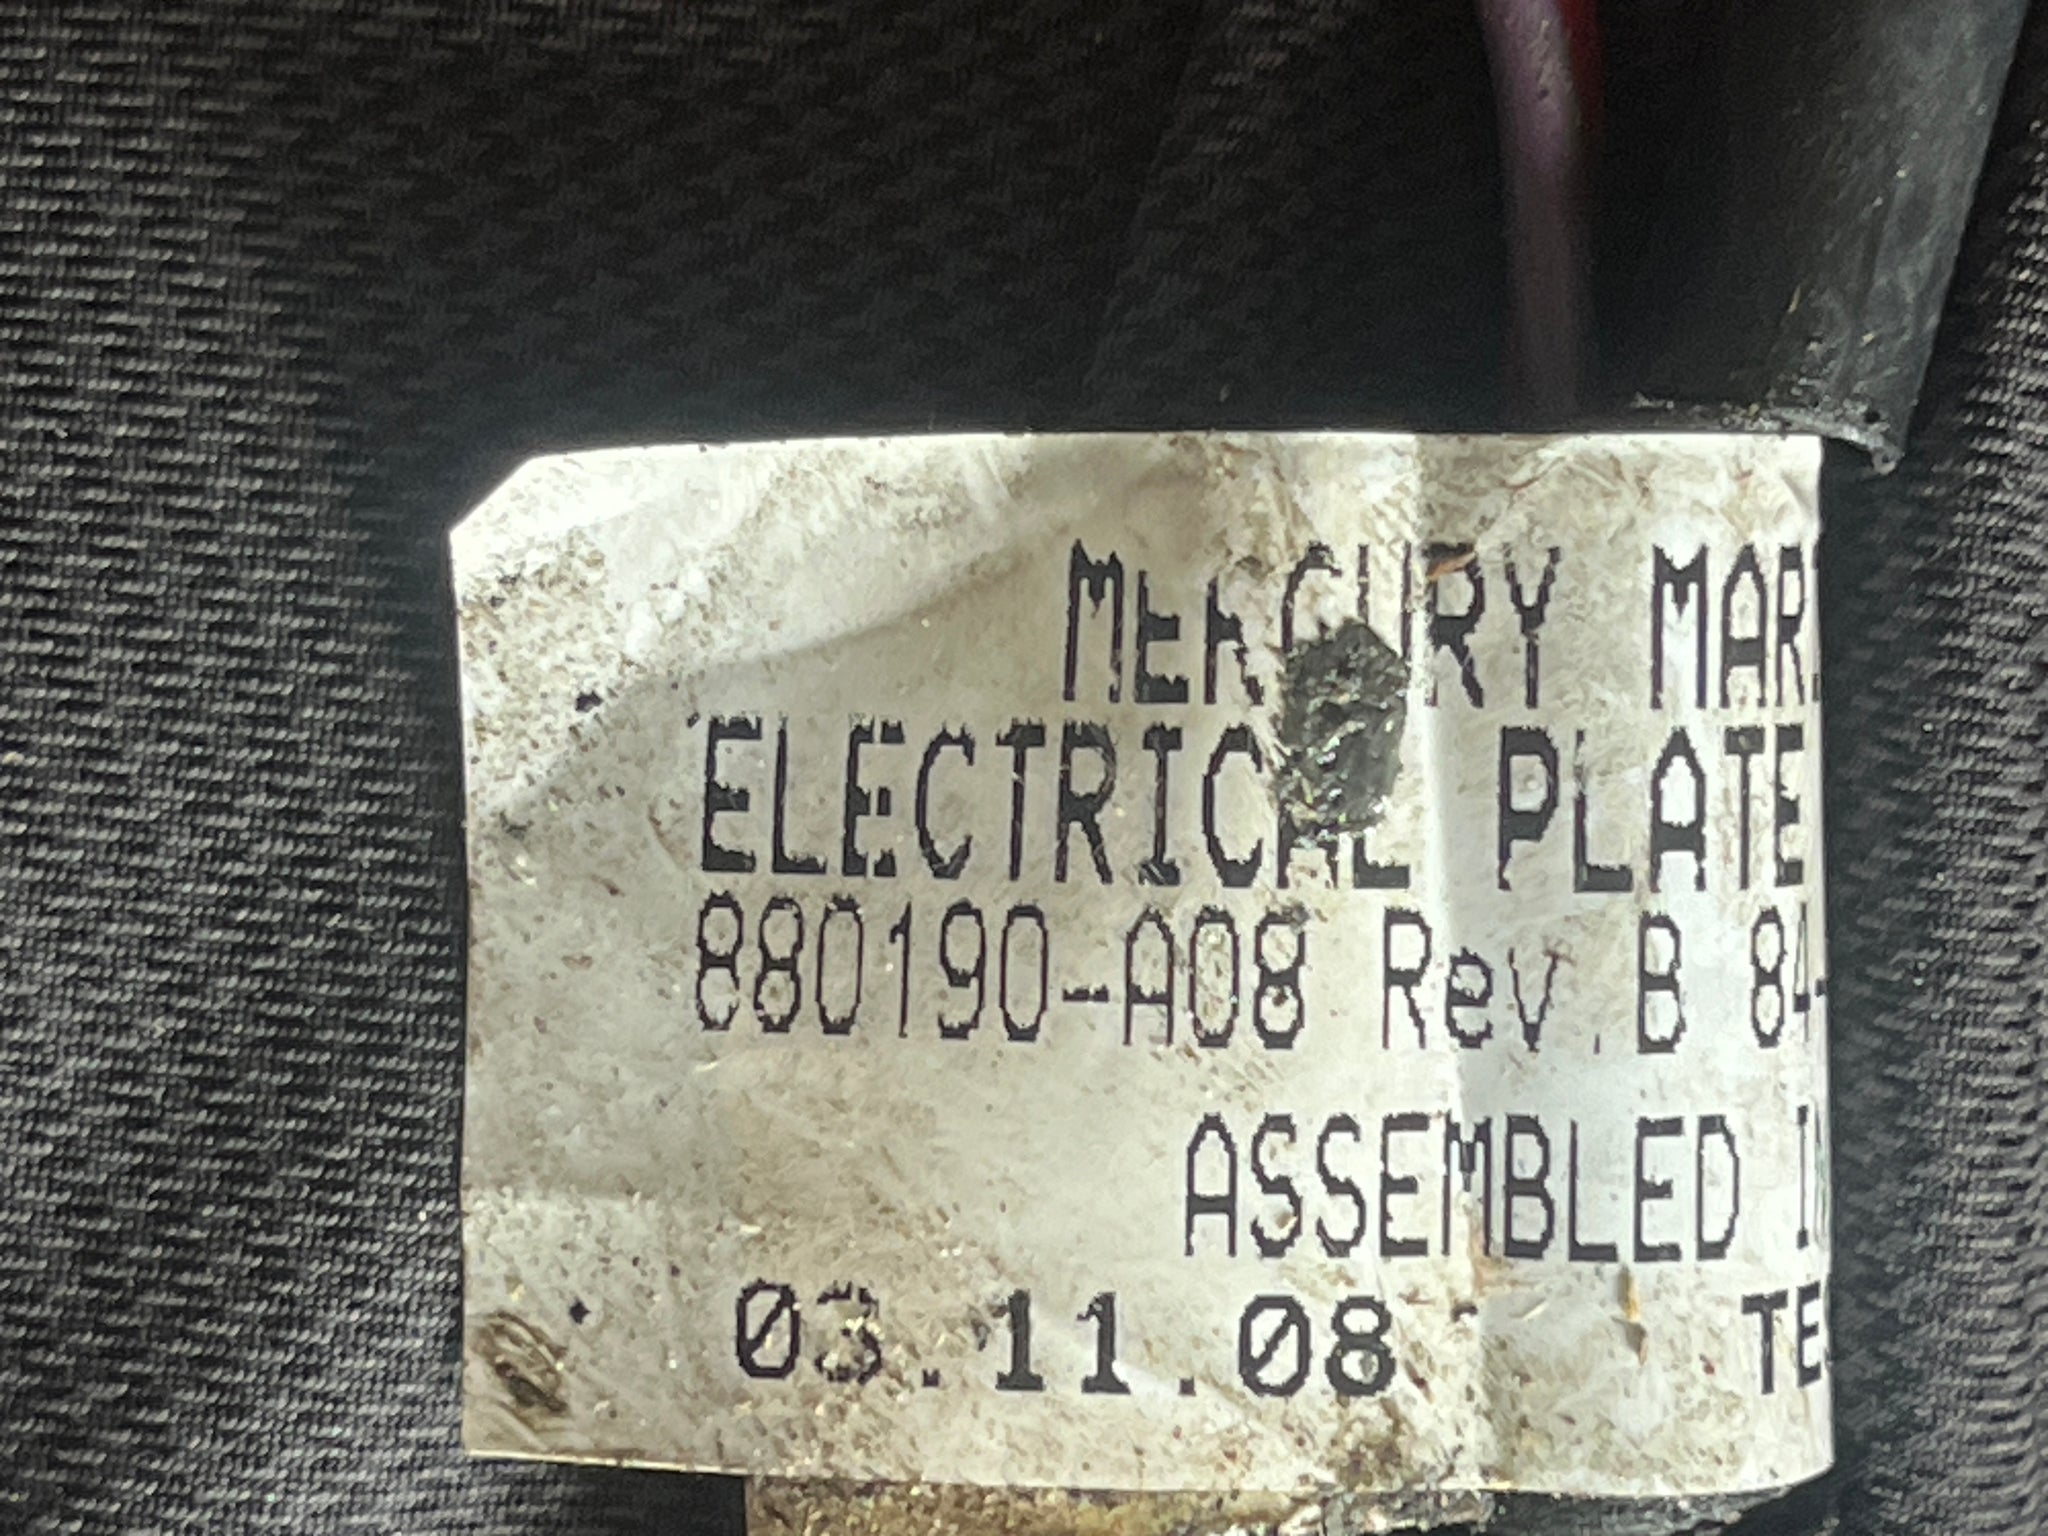 MERCURY MAR
ELECTRICAL PLATE
880190-A08 Rev.B 84-
ASSEMBLED I
03.11.08 TE